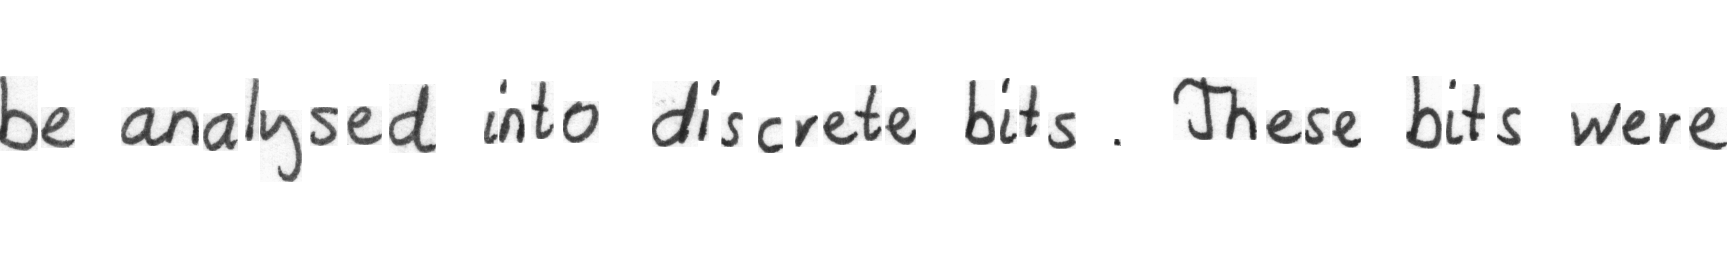 be analysed into discrete bits . These bits were